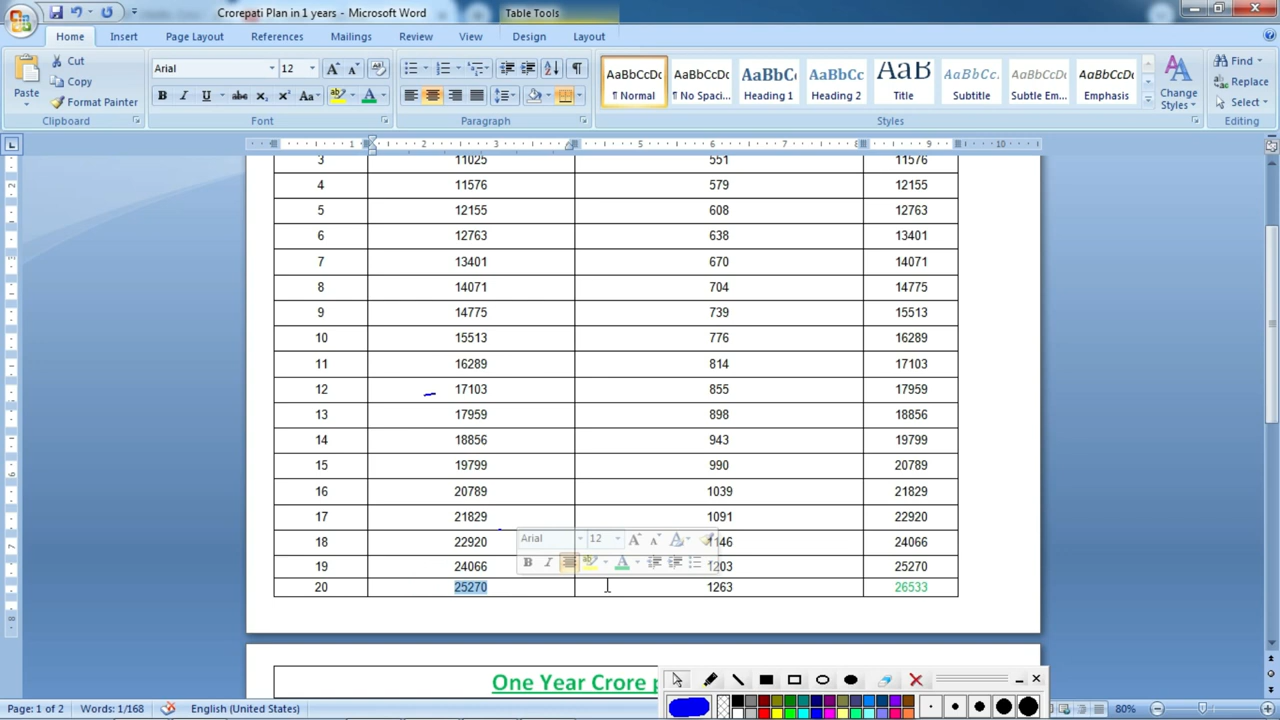 Crorepati Plan in 1 years - Microsoft Word
Table Tools
Home Insert Page Layout References Mailings Review View Design Layout
Paste
Cut
Copy
Format Painter
Clipboard
Arial 12
Font
Paragraph
AaBbCcDc AaBbCcDc AaBbC AaBbCc AaB AaBbCc. AaBbCcDc AaBbCcDc
¶ Normal ¶ No Spaci... Heading 1 Heading 2 Title Subtitle Subtle Em... Emphasis
Styles
Change Styles
Find
Replace
Select
Editing
3 11025 551 11576
4 11576 579 12155
5 12155 608 12763
6 12763 638 13401
7 13401 670 14071
8 14071 704 14775
9 14775 739 15513
10 15513 776 16289
11 16289 814 17103
12 17103 855 17959
13 17959 898 18856
14 18856 943 19799
15 19799 990 20789
16 20789 1039 21829
17 21829 1091 22920
18 22920 1146 24066
19 24066 1203 25270
20 25270 1263 26533
Arial 12
One Year Crore
Page: 1 of 2 Words: 1/168 English (United States) 80%